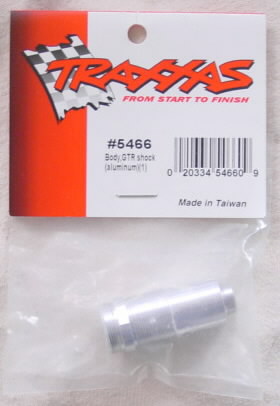 TRAXXAS
FROM START TO FINISH
#5466
Body,GTR shock
(aluminum)(1)
0 20334 54660 9
Made in Taiwan